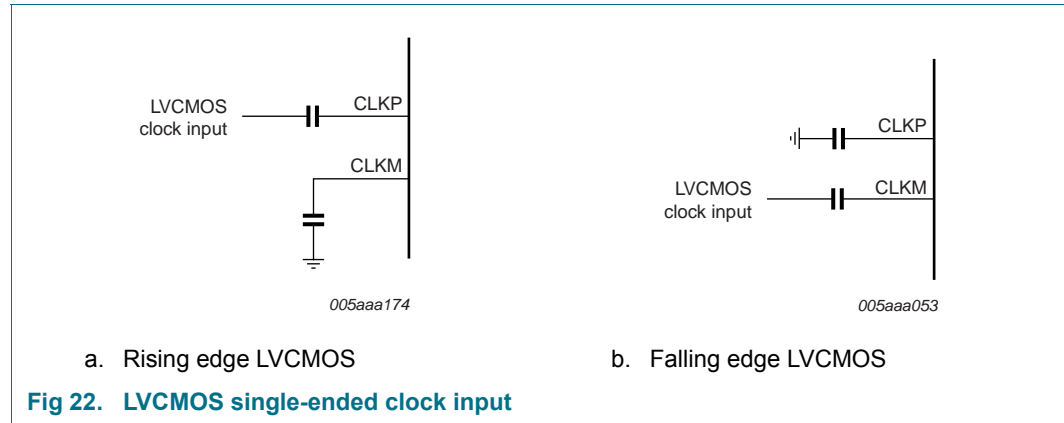 LVCMOS
clock input
CLKP
CLKM
005aaa174
CLKP
LVCMOS
clock input
CLKM
005aaa053
a. Rising edge LVCMOS
b. Falling edge LVCMOS
Fig 22. LVCMOS single-ended clock input